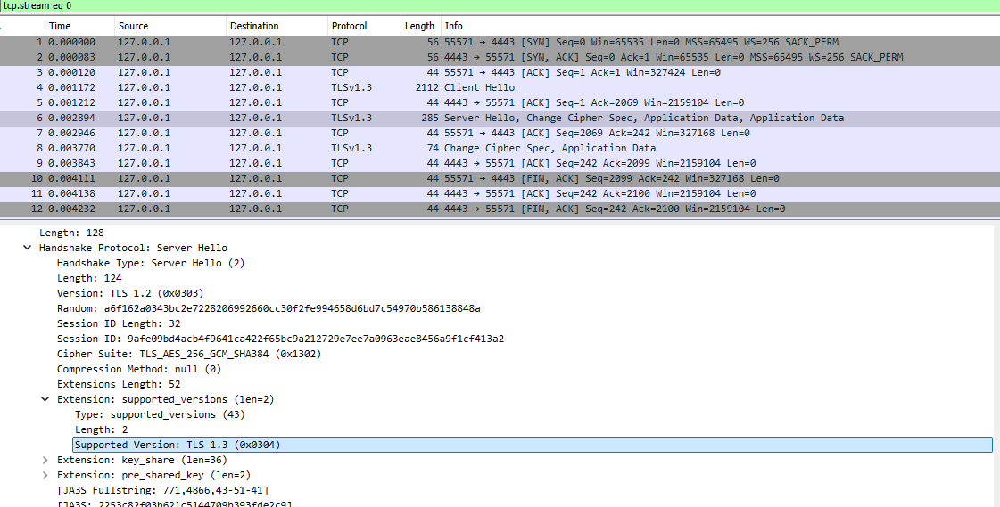 tcp.stream eq 0
Time Source Destination Protocol Length Info
1 0.000000 127.0.0.1 127.0.0.1 TCP 56 55571 → 4443 [SYN] Seq=0 Win=65535 Len=0 MSS=65495 WS=256 SACK_PERM
2 0.000083 127.0.0.1 127.0.0.1 TCP 56 4443 → 55571 [SYN, ACK] Seq=0 Ack=1 Win=65535 Len=0 MSS=65495 WS=256 SACK_PERM
3 0.000120 127.0.0.1 127.0.0.1 TCP 44 55571 → 4443 [ACK] Seq=1 Ack=1 Win=327424 Len=0
4 0.001172 127.0.0.1 127.0.0.1 TLSv1.3 2112 Client Hello
5 0.001212 127.0.0.1 127.0.0.1 TCP 44 4443 → 55571 [ACK] Seq=1 Ack=2069 Win=2159104 Len=0
6 0.002894 127.0.0.1 127.0.0.1 TLSv1.3 285 Server Hello, Change Cipher Spec, Application Data, Application Data
7 0.002946 127.0.0.1 127.0.0.1 TCP 44 55571 → 4443 [ACK] Seq=2069 Ack=242 Win=327168 Len=0
8 0.003770 127.0.0.1 127.0.0.1 TLSv1.3 74 Change Cipher Spec, Application Data
9 0.003843 127.0.0.1 127.0.0.1 TCP 44 4443 → 55571 [ACK] Seq=242 Ack=2099 Win=2159104 Len=0
10 0.004111 127.0.0.1 127.0.0.1 TCP 44 55571 → 4443 [FIN, ACK] Seq=2099 Ack=242 Win=327168 Len=0
11 0.004138 127.0.0.1 127.0.0.1 TCP 44 4443 → 55571 [ACK] Seq=242 Ack=2100 Win=2159104 Len=0
12 0.004232 127.0.0.1 127.0.0.1 TCP 44 4443 → 55571 [FIN, ACK] Seq=242 Ack=2100 Win=2159104 Len=0
Length: 128
Handshake Protocol: Server Hello
Handshake Type: Server Hello (2)
Length: 124
Version: TLS 1.2 (0x0303)
Random: a6f162a0343bc2e7228206992660cc30f2fe994658d6bd7c54970b586138848a
Session ID Length: 32
Session ID: 9afe09bd4acb4f9641ca422f65bc9a212729e7ee7a0963eae8456a9f1cf413a2
Cipher Suite: TLS_AES_256_GCM_SHA384 (0x1302)
Compression Method: null (0)
Extensions Length: 52
Extension: supported_versions (len=2)
Type: supported_versions (43)
Length: 2
Supported Version: TLS 1.3 (0x0304)
Extension: key_share (len=36)
Extension: pre_shared_key (len=2)
[JA3S Fullstring: 771,4866,43-51-41]
[JA3S: 2253c82f03b621c5144709b393fde2c9]